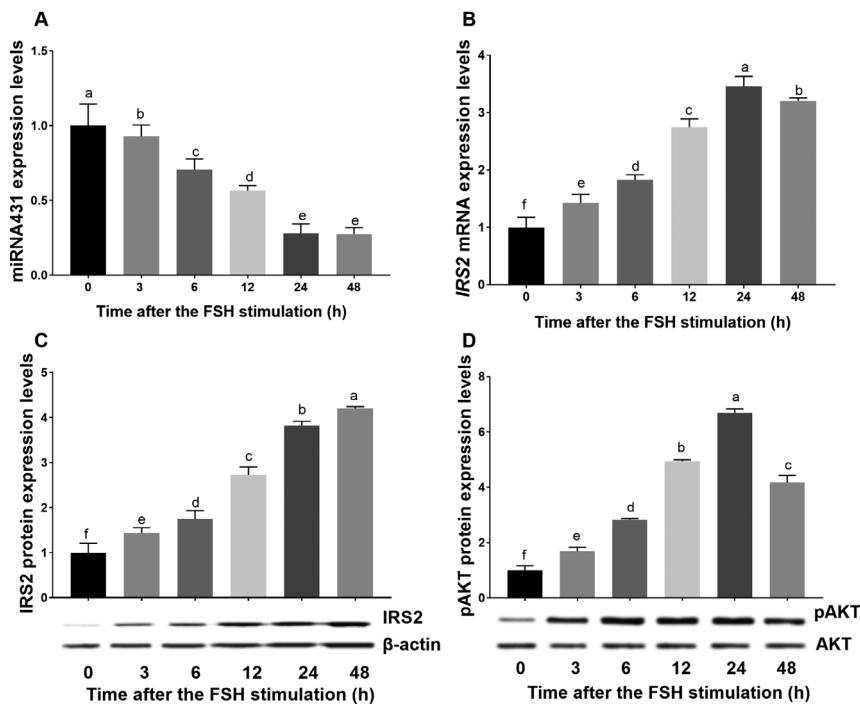 A
miRNA431 expression levels
1.5
1.0
0.5
0.0
a
b
c
d
e
e
0 3 6 12 24 48
Time after the FSH stimulation (h)
B
IRS2 mRNA expression levels
4
3
2
1
0
f
e
d
c
a
b
0 3 6 12 24 48
Time after the FSH stimulation (h)
C
IRS2 protein expression levels
6
4
2
1
0
f
e
d
c
b
a
IRS2
β-actin
0 3 6 12 24 48
Time after the FSH stimulation (h)
D
pAKT protein expression levels
8
6
4
2
0
f
e
d
b
a
c
pAKT
AKT
0 3 6 12 24 48
Time after the FSH stimulation (h)